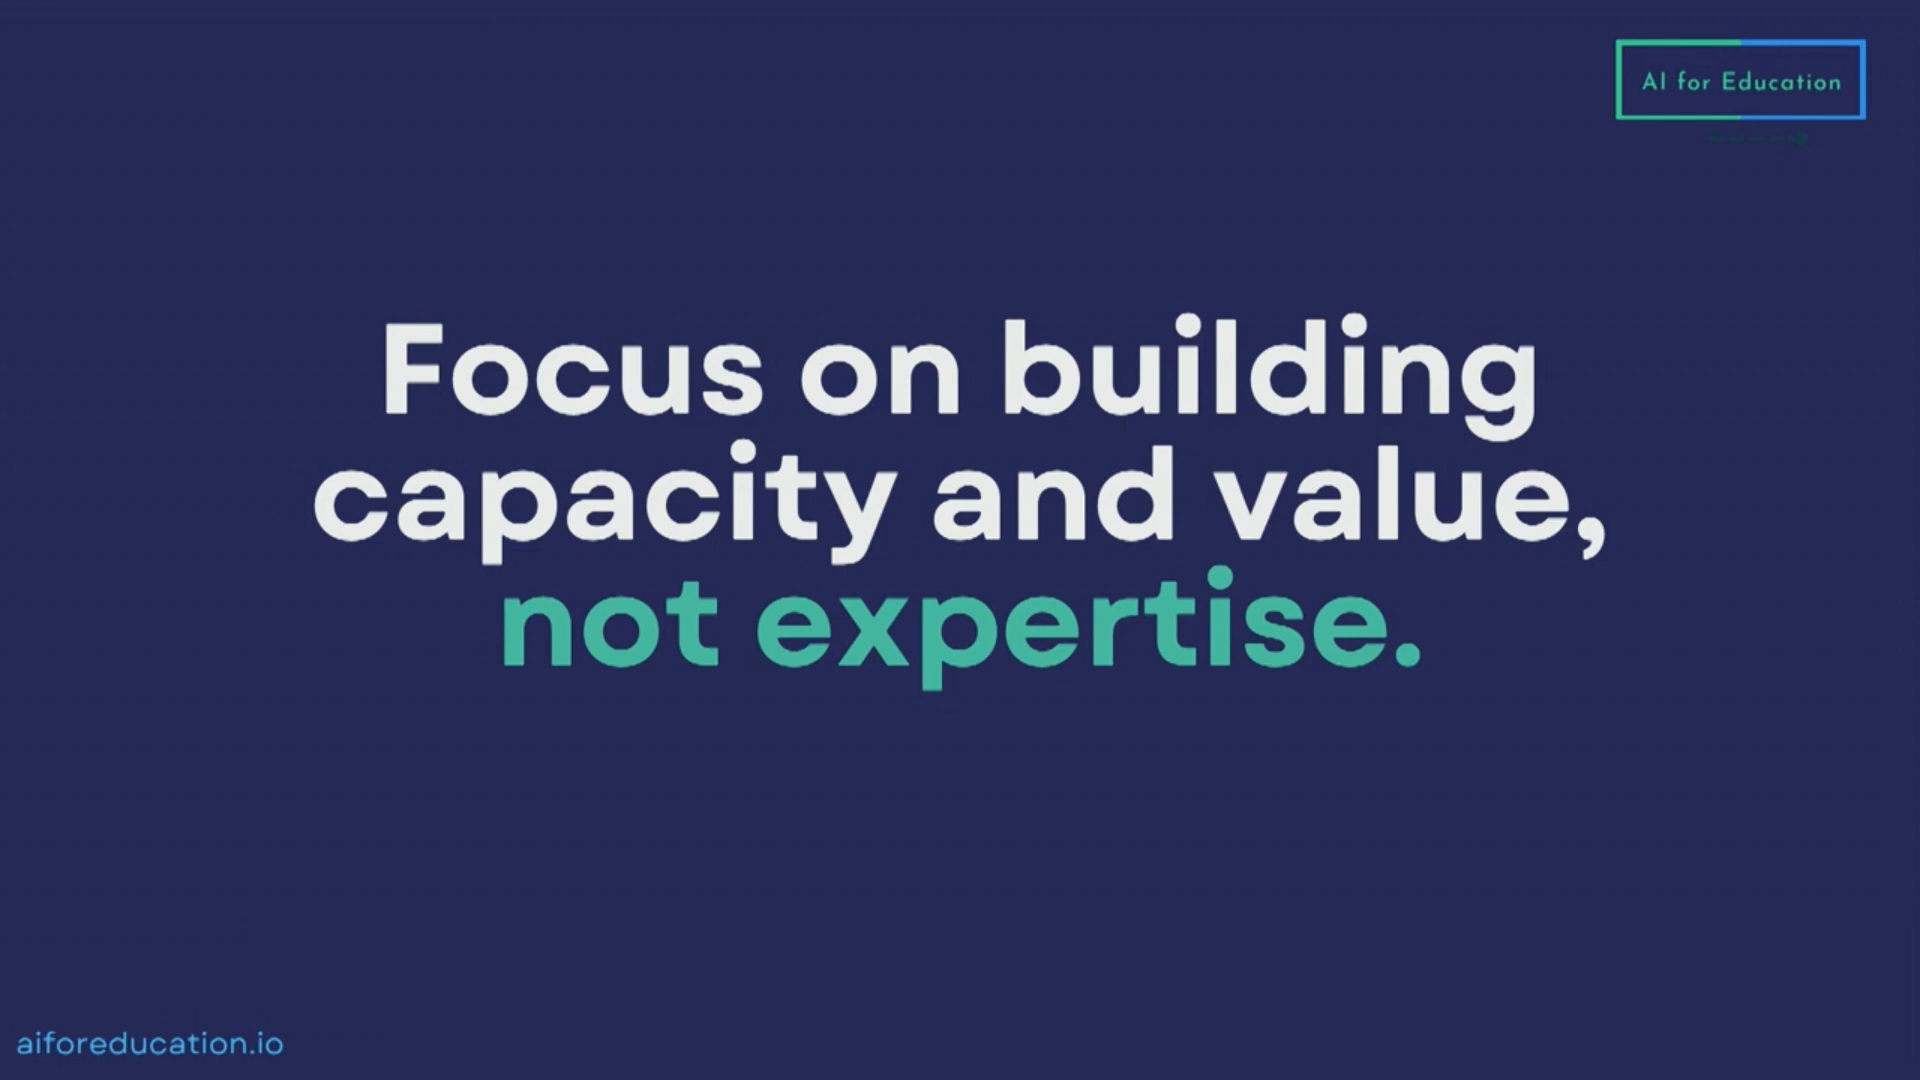 AI for Education
Focus on building
capacity and value,
not expertise.
aiforeducation.io